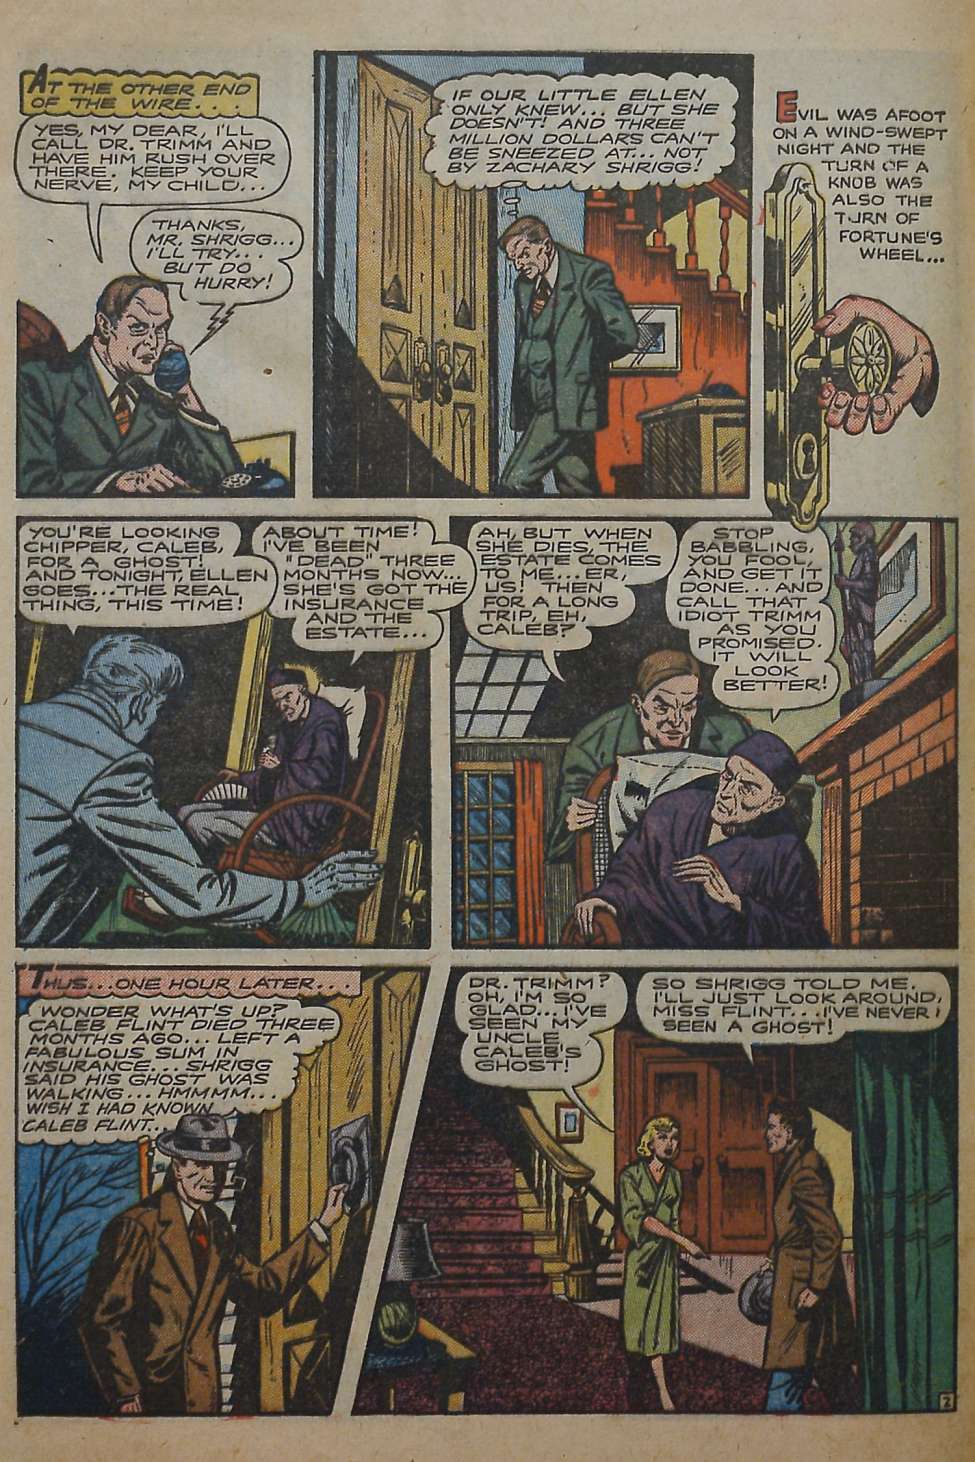 AT THE OTHER END
OF THE WIRE. . .
YES, MY DEAR, I'LL
CALL DR. TRIMM AND
HAVE HIM RUSH OVER
THERE. KEEP YOUR
NERVE, MY CHILD...
THANKS,
MR. SHRIGG...
I'LL TRY...
BUT DO
HURRY!
IF OUR LITTLE ELLEN
ONLY KNEW... BUT SHE
DOESN'T! AND THREE
MILLION DOLLARS CAN'T
BE SNEEZED AT... NOT
BY ZACHARY SHRIGG!
EVIL WAS AFOOT
ON A WIND-SWEPT
NIGHT AND THE
TURN OF A
KNOB WAS
ALSO THE
TURN OF
FORTUNE'S
WHEEL...
YOU'RE LOOKING
CHIPPER, CALEB,
FOR A GHOST!
AND TONIGHT, ELLEN
GOES...THE REAL
THING, THIS TIME!
ABOUT TIME!
I'VE BEEN
"DEAD" THREE
MONTHS NOW...
SHE'S GOT THE
INSURANCE
AND THE
ESTATE...
AH, BUT WHEN
SHE DIES, THE
ESTATE COMES
TO ME....ER,
US! THEN
FOR A LONG
TRIP, EH,
CALEB?
STOP
BABBLING,
YOU FOOL,
AND GET IT
DONE...AND
CALL THAT
IDIOT TRIMM
AS YOU
PROMISED.
IT WILL
LOOK
BETTER!
THUS...ONE HOUR LATER...
WONDER WHAT'S UP?
CALEB FLINT DIED THREE
MONTHS AGO... LEFT A
FABULOUS SUM IN
INSURANCE... SHRIGG
SAID HIS GHOST WAS
WALKING...HMMMM...
WISH I HAD KNOWN
CALEB FLINT...
DR. TRIMM?
OH, I'M SO
GLAD...I'VE
SEEN MY
UNCLE
CALEB'S
GHOST!
SO SHRIGG TOLD ME.
I'LL JUST LOOK AROUND,
MISS FLINT...I'VE NEVER
SEEN A GHOST!
2